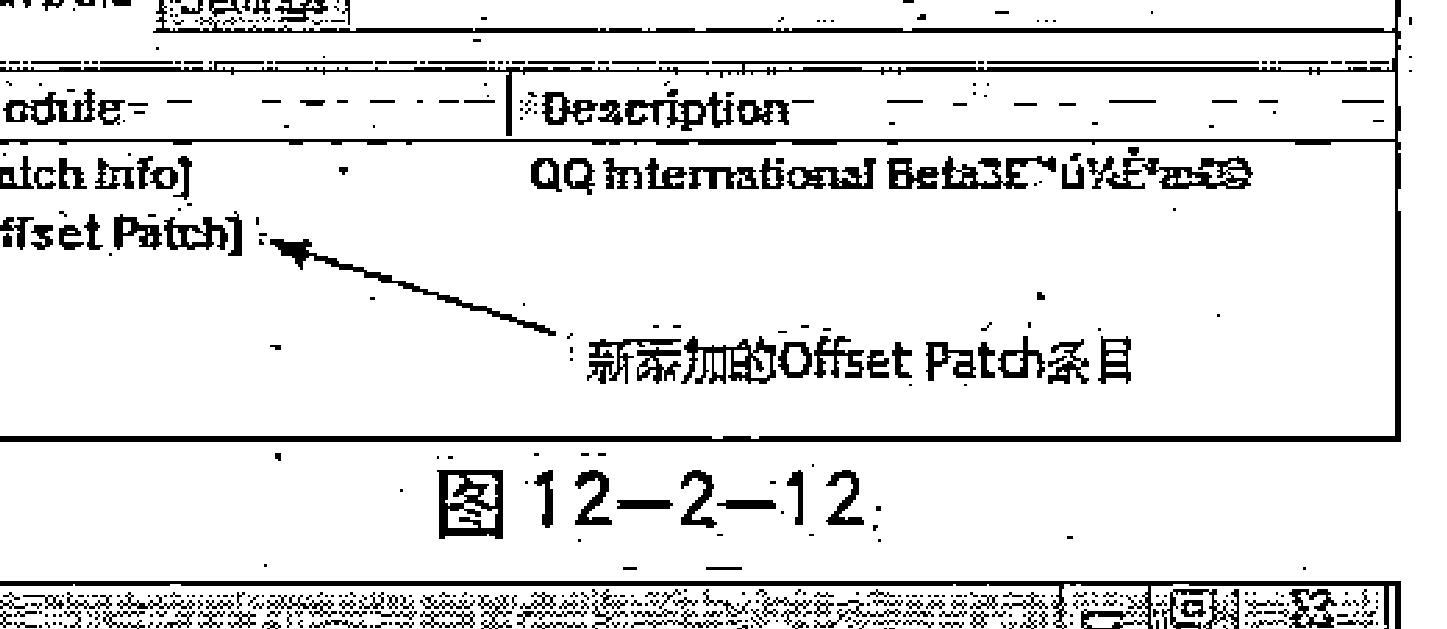 Settings
odule Description
atch Info] QQ International Beta3
ffset Patch]
新添加的Offset Patch条目
图 12-2-12